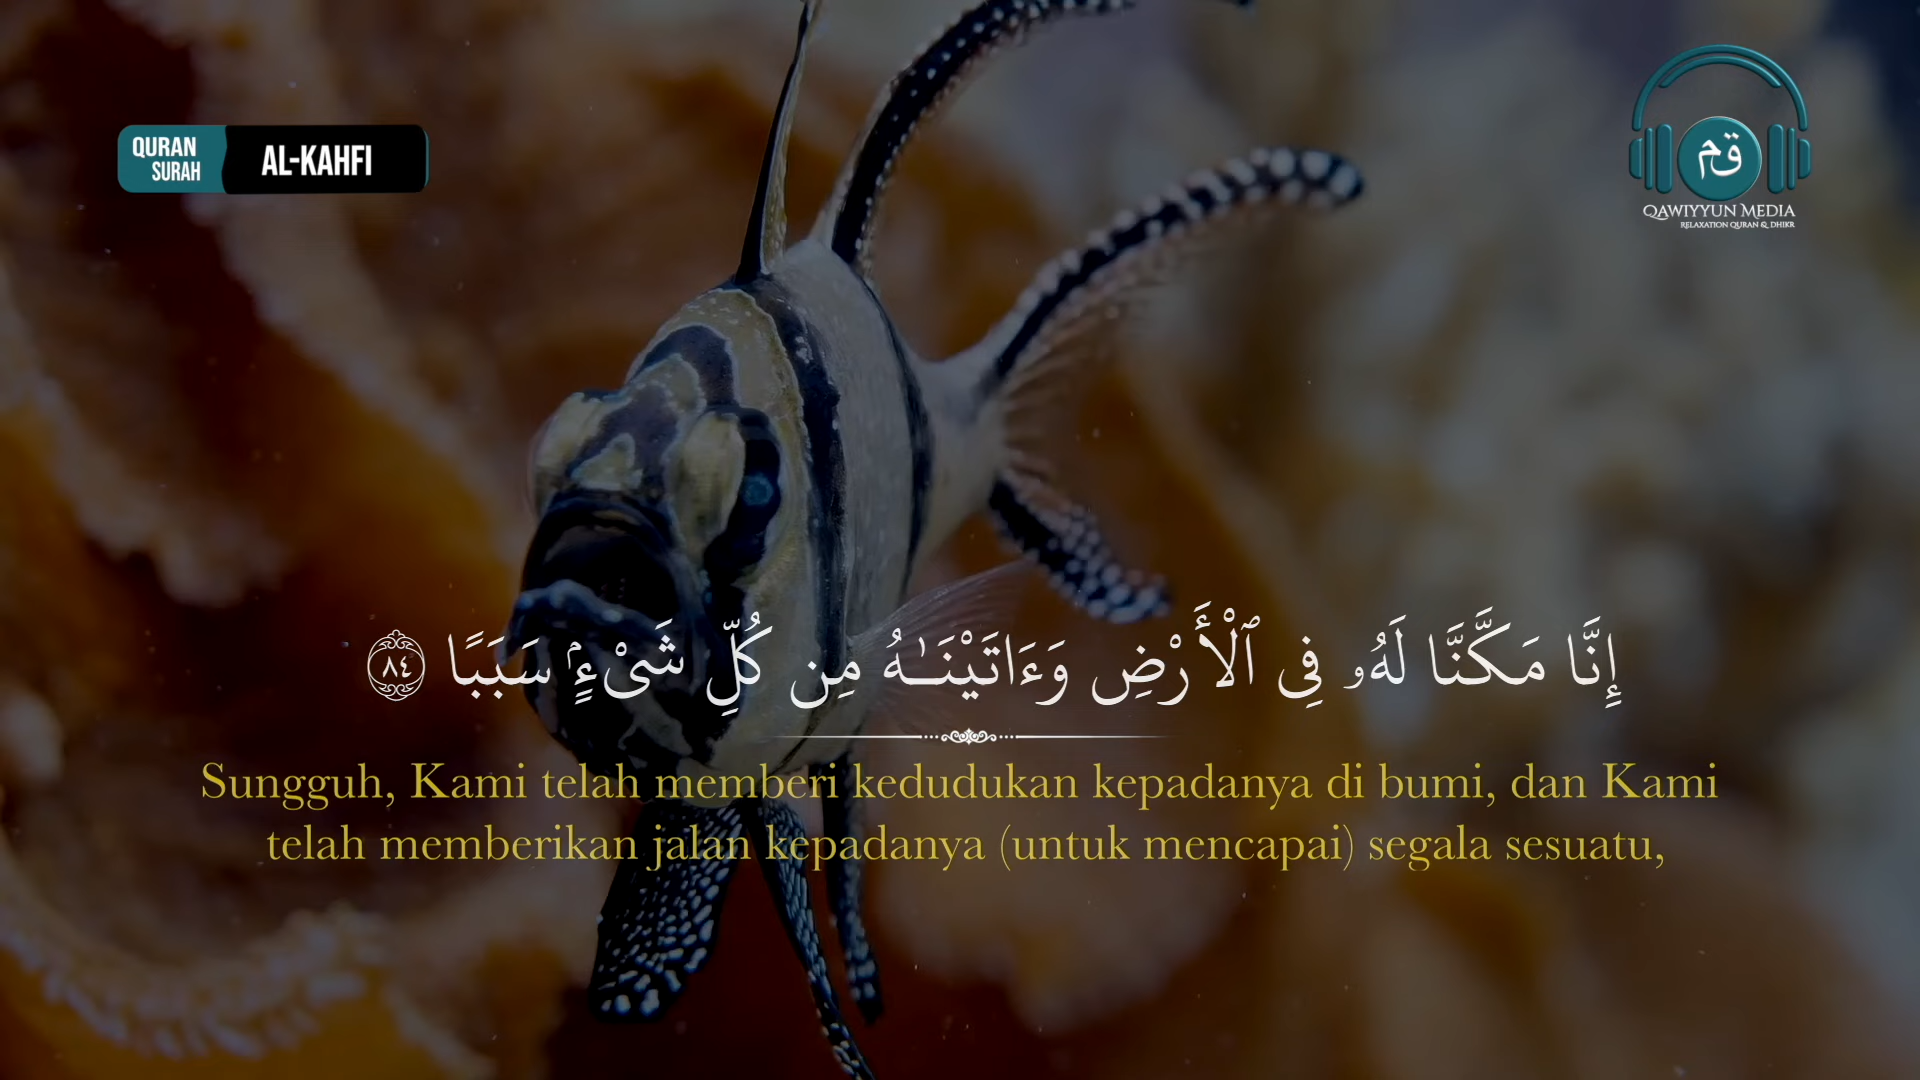 QURAN
SURAH
AL-KAHFI
قم
QAWIYYUN MEDIA
RELAXATION QURAN & DHIKR
إِنَّا مَكَّنَّا لَهُۥ فِى ٱلْأَرْضِ وَءَاتَيْنَـٰهُ مِن كُلِّ شَىْءٍۢ سَبَبًا ٨٤
Sungguh, Kami telah memberi kedudukan kepadanya di bumi, dan Kami
telah memberikan jalan kepadanya (untuk mencapai) segala sesuatu,